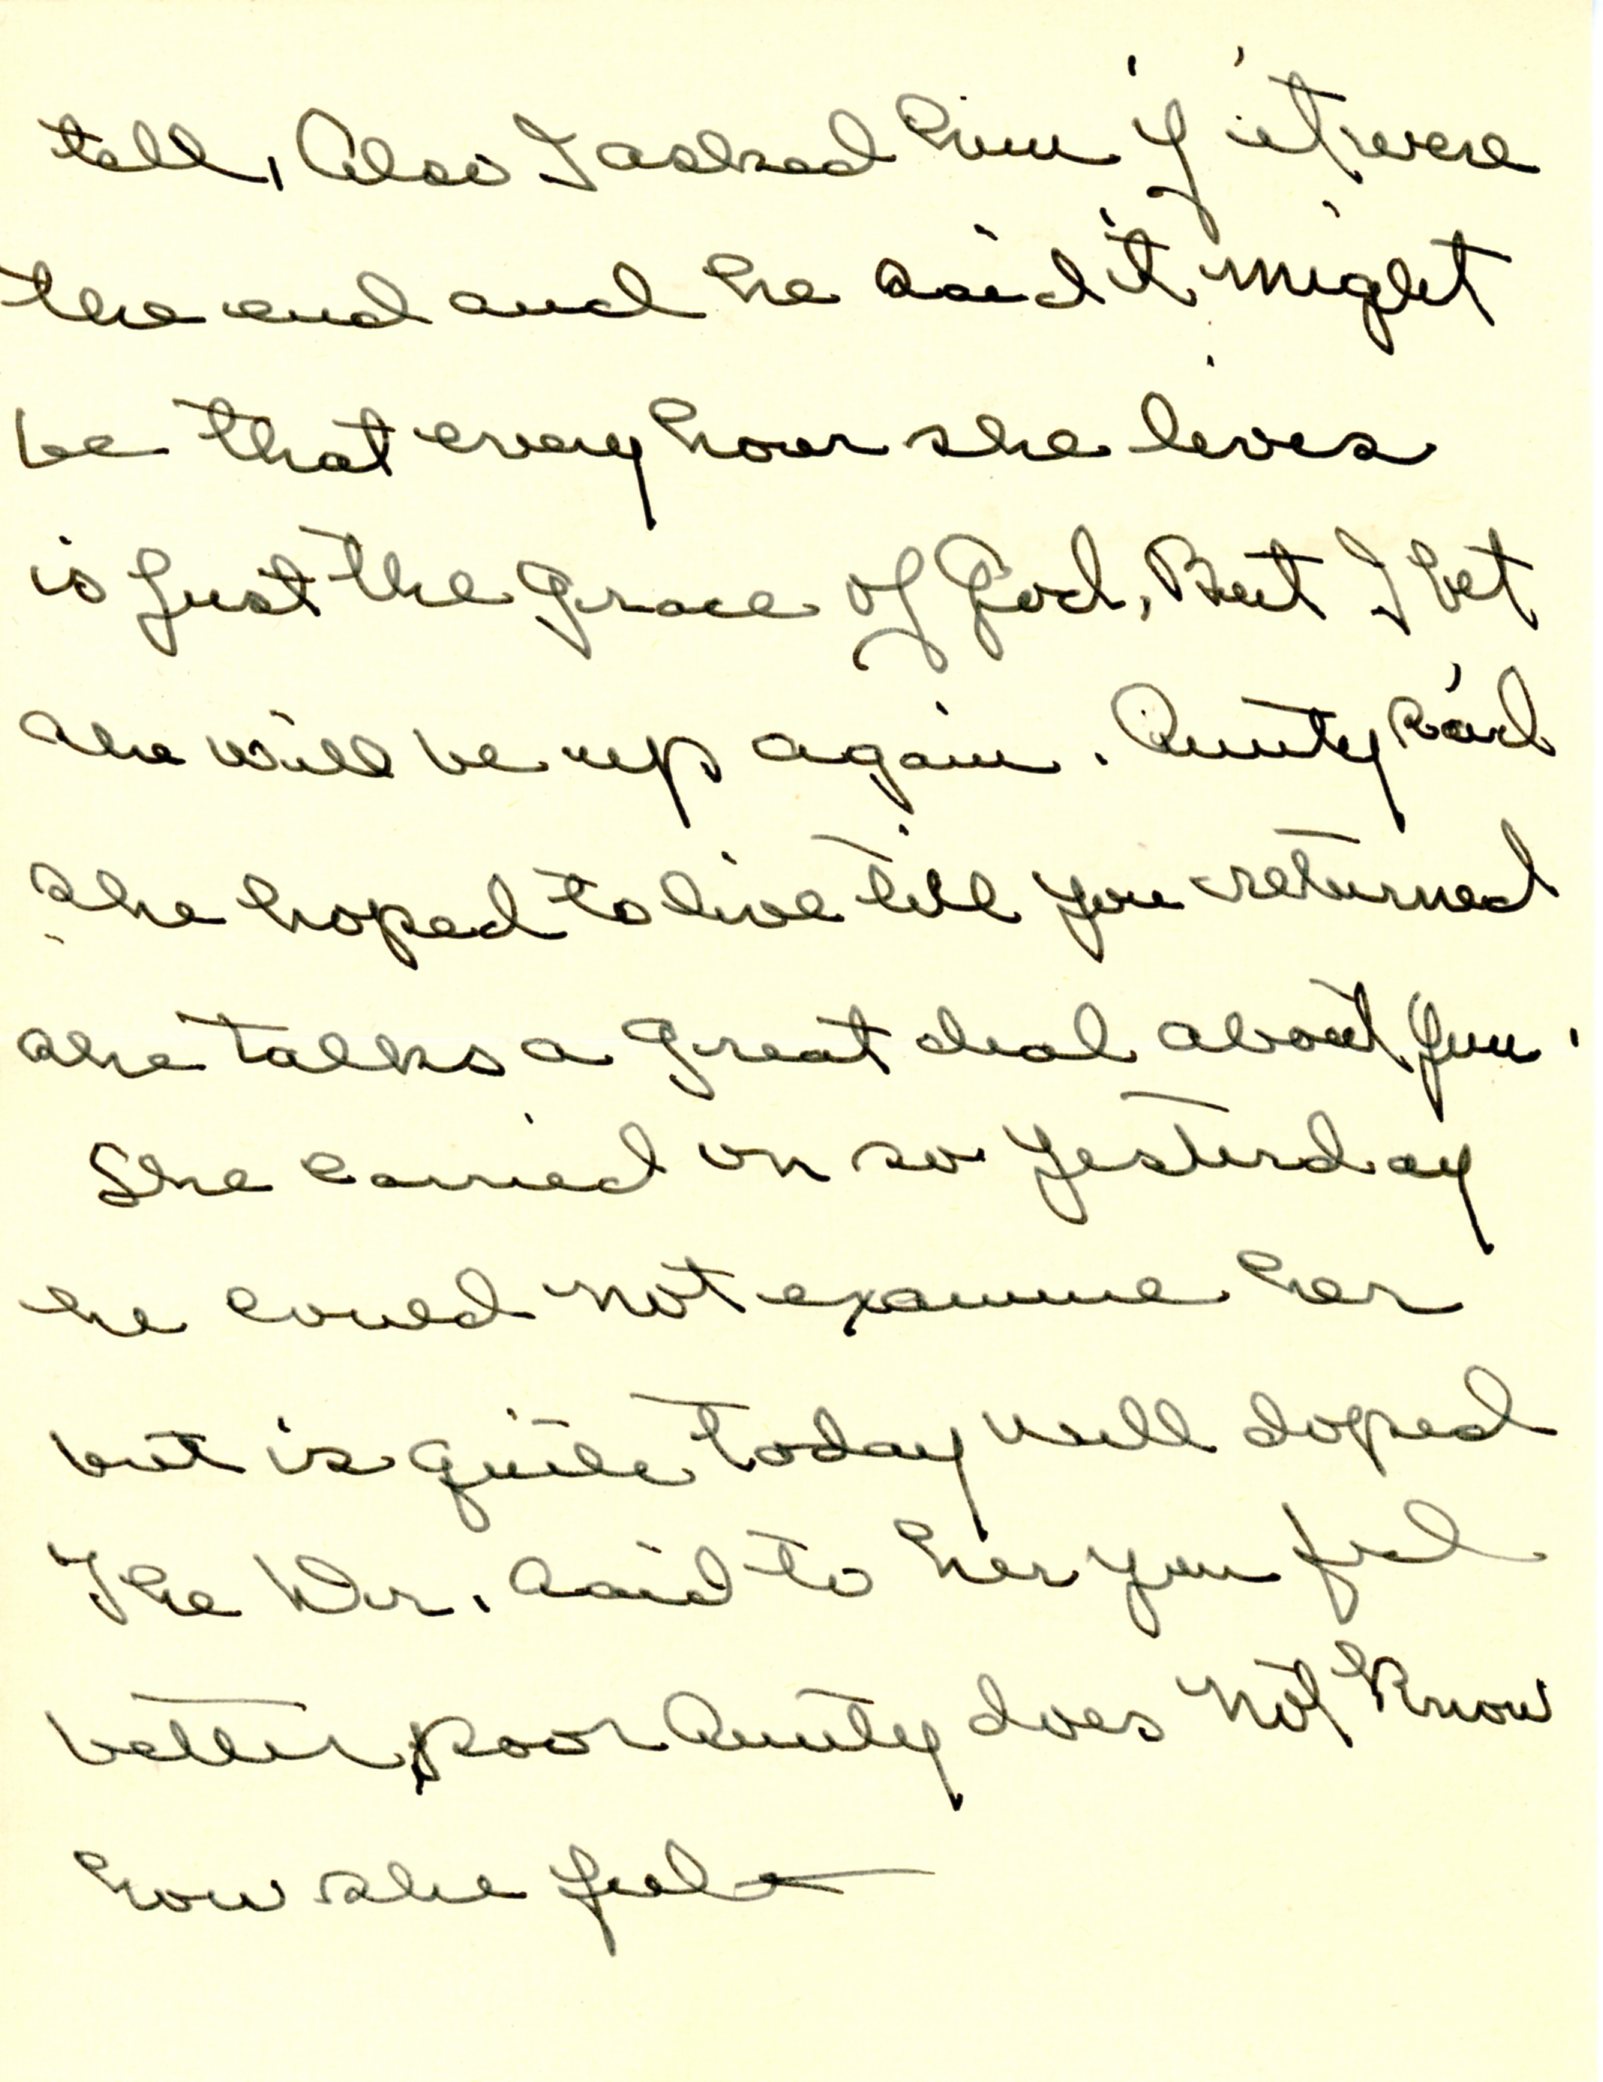 tell, Also I asked him if it were
the end and he said it might
be that every hour she lives
is just the grace of God, But I bet
she will be up again. Aunty said
she hoped to live till you returned
she talks a great deal about you.
She carried on so yesterday
he could not examine her
but is quite today well doped
The Dr. said to her you feel
better, poor Aunty does not know
how she feels